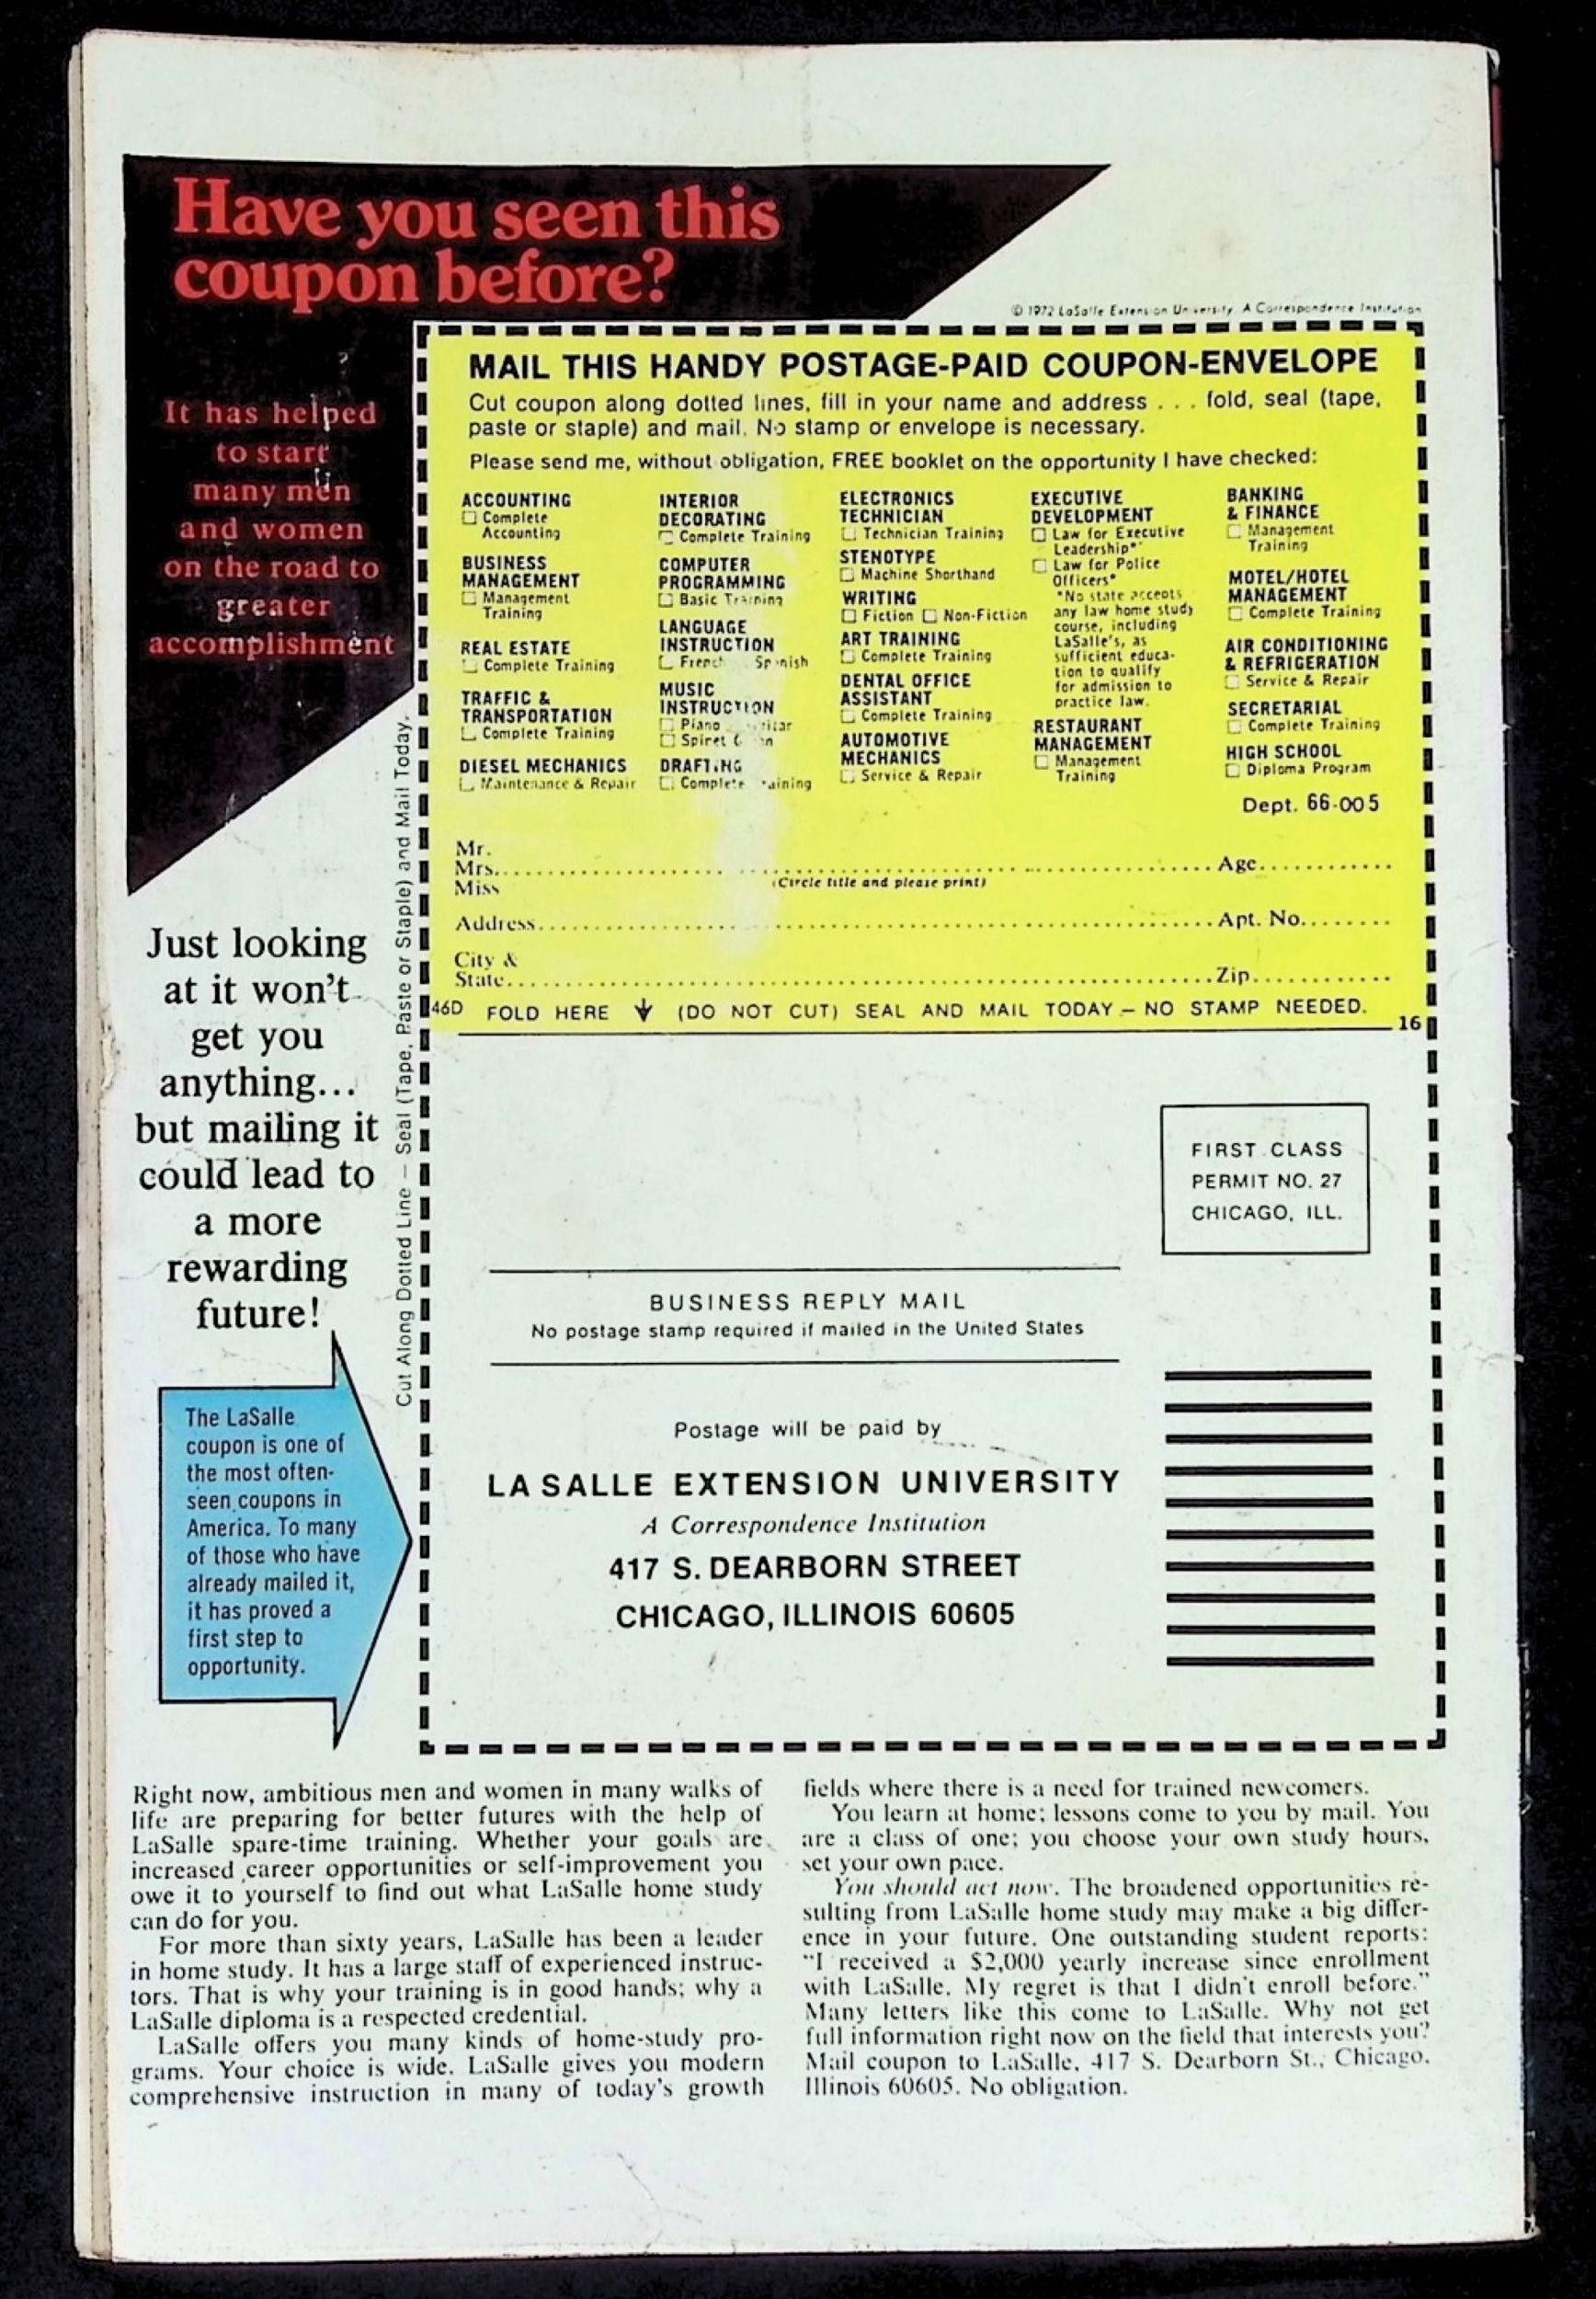 Have you seen this
coupon before?
It has helped
to start
many men
and women
on the road to
greater
accomplishment
© 1972 LaSalle Extension University A Correspondence Institution
MAIL THIS HANDY POSTAGE-PAID COUPON-ENVELOPE
Cut coupon along dotted lines, fill in your name and address . . . fold, seal (tape,
paste or staple) and mail. No stamp or envelope is necessary.
Please send me, without obligation, FREE booklet on the opportunity I have checked:
ACCOUNTING
Complete
Accounting
BUSINESS
MANAGEMENT
Management
Training
REAL ESTATE
Complete Training
TRAFFIC &
TRANSPORTATION
Complete Training
DIESEL MECHANICS
Maintenance & Repair
INTERIOR
DECORATING
Complete Training
COMPUTER
PROGRAMMING
Basic Training
LANGUAGE
INSTRUCTION
French Spanish
MUSIC
INSTRUCTION
Piano
Spinet
DRAFTING
Complete
ELECTRONICS
TECHNICIAN
Technician Training
STENOTYPE
Machine Shorthand
WRITING
Fiction Non-Fiction
ART TRAINING
Complete Training
DENTAL OFFICE
ASSISTANT
Complete Training
AUTOMOTIVE
MECHANICS
Service & Repair
EXECUTIVE
DEVELOPMENT
Law for Executive
Leadership*
Law for Police
Officers*
*No state accepts
any law home study
course, including
LaSalle's, as
sufficient educa-
tion to qualify
for admission to
practice law.
RESTAURANT
MANAGEMENT
Management
Training
BANKING
& FINANCE
Management
Training
MOTEL/HOTEL
MANAGEMENT
Complete Training
AIR CONDITIONING
& REFRIGERATION
Service & Repair
SECRETARIAL
Complete Training
HIGH SCHOOL
Diploma Program
Dept. 66-005
Mr.
Mrs. Age
Miss (Circle title and please print)
Address Apt. No.
City &
State Zip
46D FOLD HERE ↓ (DO NOT CUT) SEAL AND MAIL TODAY – NO STAMP NEEDED.
16
Cut Along Dotted Line – Seal (Tape, Paste or Staple) and Mail Today.
Just looking
at it won't
get you
anything...
but mailing it
could lead to
a more
rewarding
future!
The LaSalle
coupon is one of
the most often-
seen coupons in
America. To many
of those who have
already mailed it,
it has proved a
first step to
opportunity.
FIRST CLASS
PERMIT NO. 27
CHICAGO, ILL.
BUSINESS REPLY MAIL
No postage stamp required if mailed in the United States
Postage will be paid by
LA SALLE EXTENSION UNIVERSITY
A Correspondence Institution
417 S. DEARBORN STREET
CHICAGO, ILLINOIS 60605
Right now, ambitious men and women in many walks of
life are preparing for better futures with the help of
LaSalle spare-time training. Whether your goals are
increased career opportunities or self-improvement you
owe it to yourself to find out what LaSalle home study
can do for you.
For more than sixty years, LaSalle has been a leader
in home study. It has a large staff of experienced instruc-
tors. That is why your training is in good hands; why a
LaSalle diploma is a respected credential.
LaSalle offers you many kinds of home-study pro-
grams. Your choice is wide. LaSalle gives you modern
comprehensive instruction in many of today's growth
fields where there is a need for trained newcomers.
You learn at home; lessons come to you by mail. You
are a class of one; you choose your own study hours,
set your own pace.
You should act now. The broadened opportunities re-
sulting from LaSalle home study may make a big differ-
ence in your future. One outstanding student reports:
"I received a $2,000 yearly increase since enrollment
with LaSalle. My regret is that I didn't enroll before."
Many letters like this come to LaSalle. Why not get
full information right now on the field that interests you?
Mail coupon to LaSalle, 417 S. Dearborn St., Chicago,
Illinois 60605. No obligation.